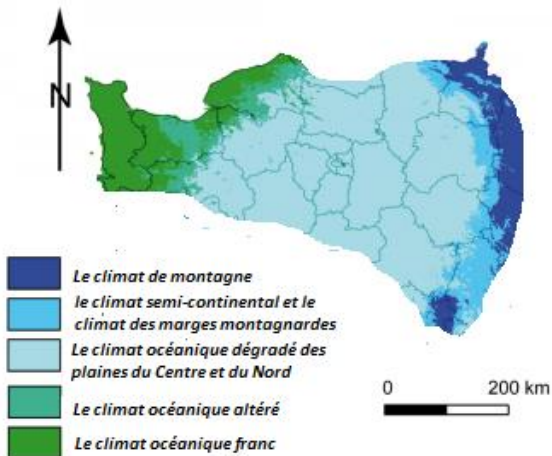 N
Le climat de montagne
le climat semi-continental et le
climat des marges montagnardes
Le climat océanique dégradé des
plaines du Centre et du Nord
Le climat océanique altéré
Le climat océanique franc
0 200 km